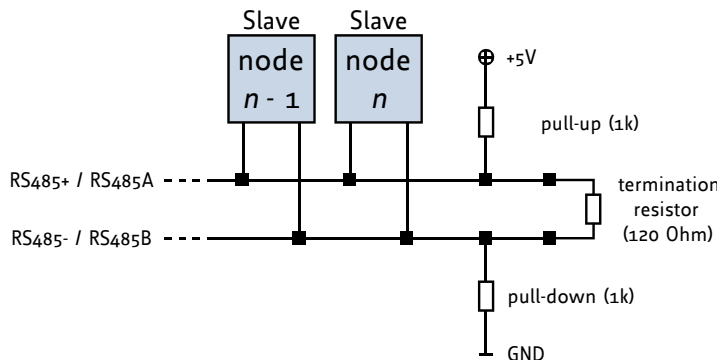 Slave Slave
node node
n - 1 n
+5V
pull-up (1k)
RS485+ / RS485A
termination
resistor
(120 Ohm)
RS485- / RS485B
pull-down (1k)
GND